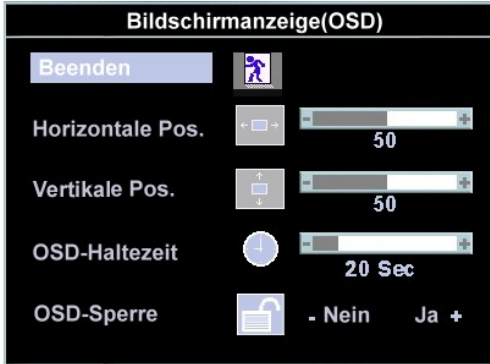 Bildschirmanzeige(OSD)
Beenden
Horizontale Pos. - +
50
Vertikale Pos. - +
50
OSD-Haltezeit - +
20 Sec
OSD-Sperre - Nein Ja +